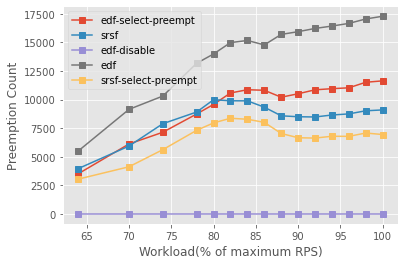 17500
15000
12500
10000
7500
5000
2500
0
Preemption Count
edf-select-preempt
srsf
edf-disable
edf
srsf-select-preempt
65 70 75 80 85 90 95 100
Workload(% of maximum RPS)